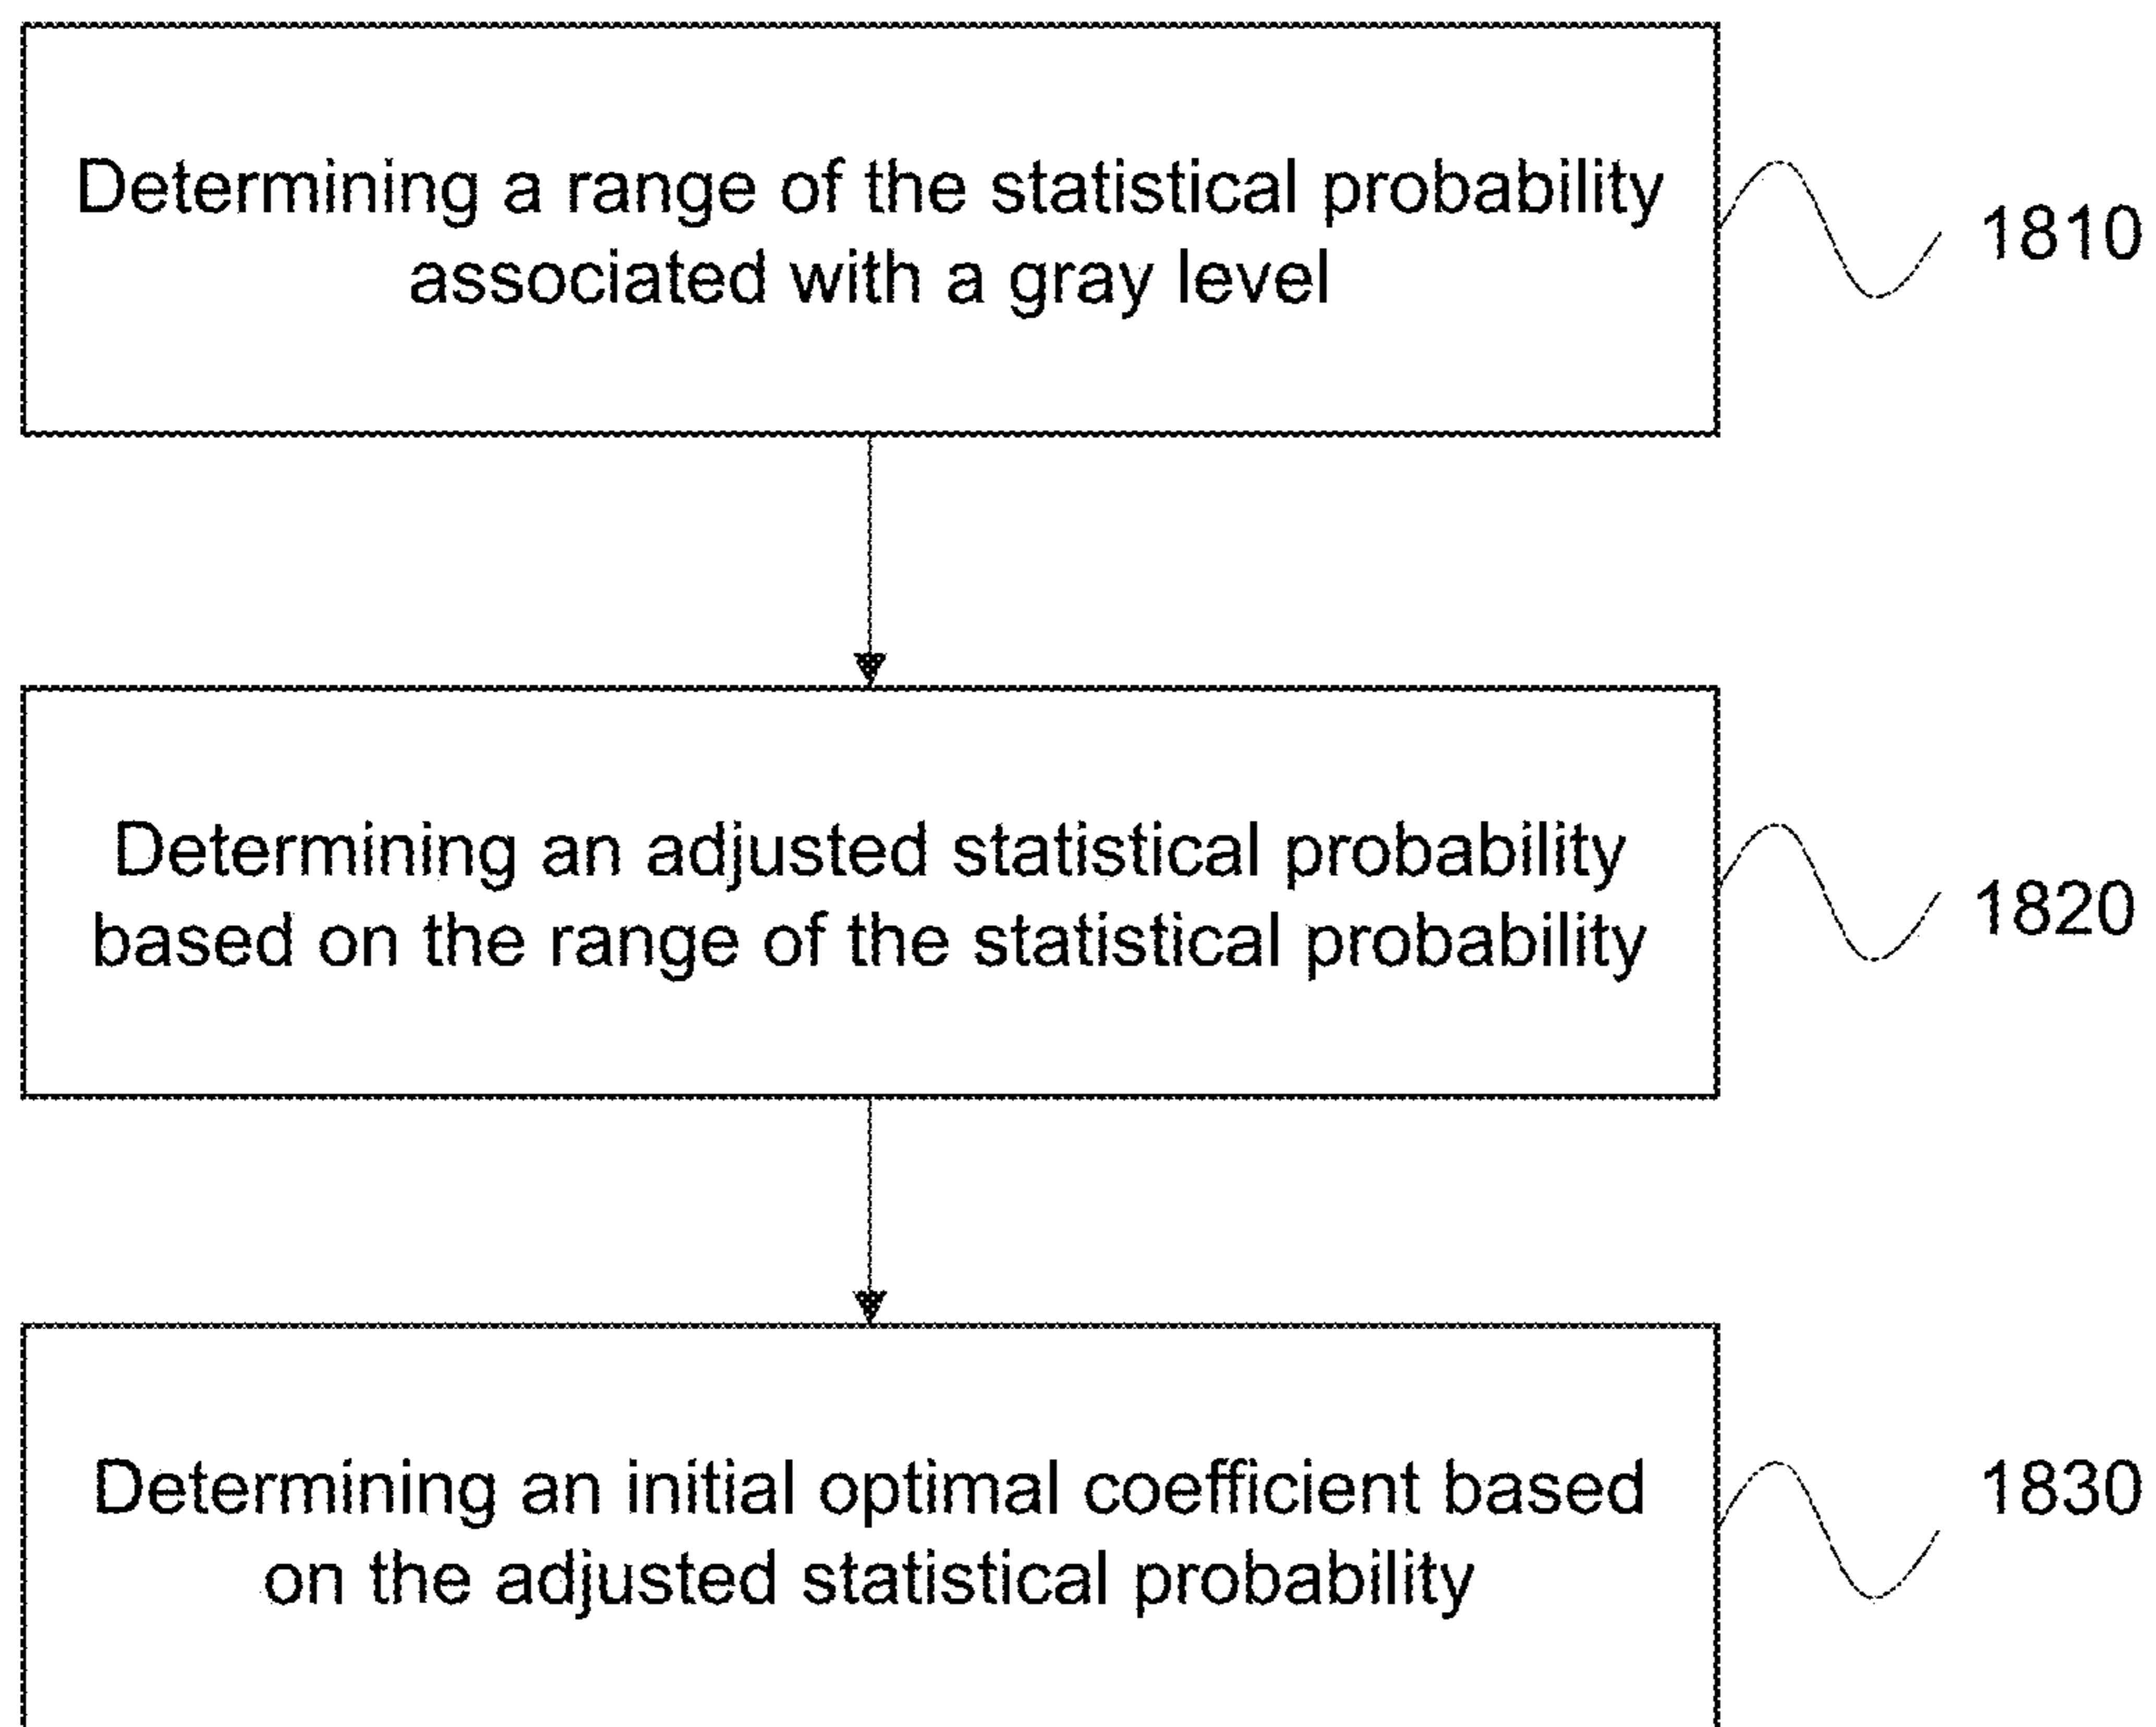 Determining a range of the statistical probability
associated with a gray level
1810
Determining an adjusted statistical probability
based on the range of the statistical probability
1820
Determining an initial optimal coefficient based
on the adjusted statistical probability
1830